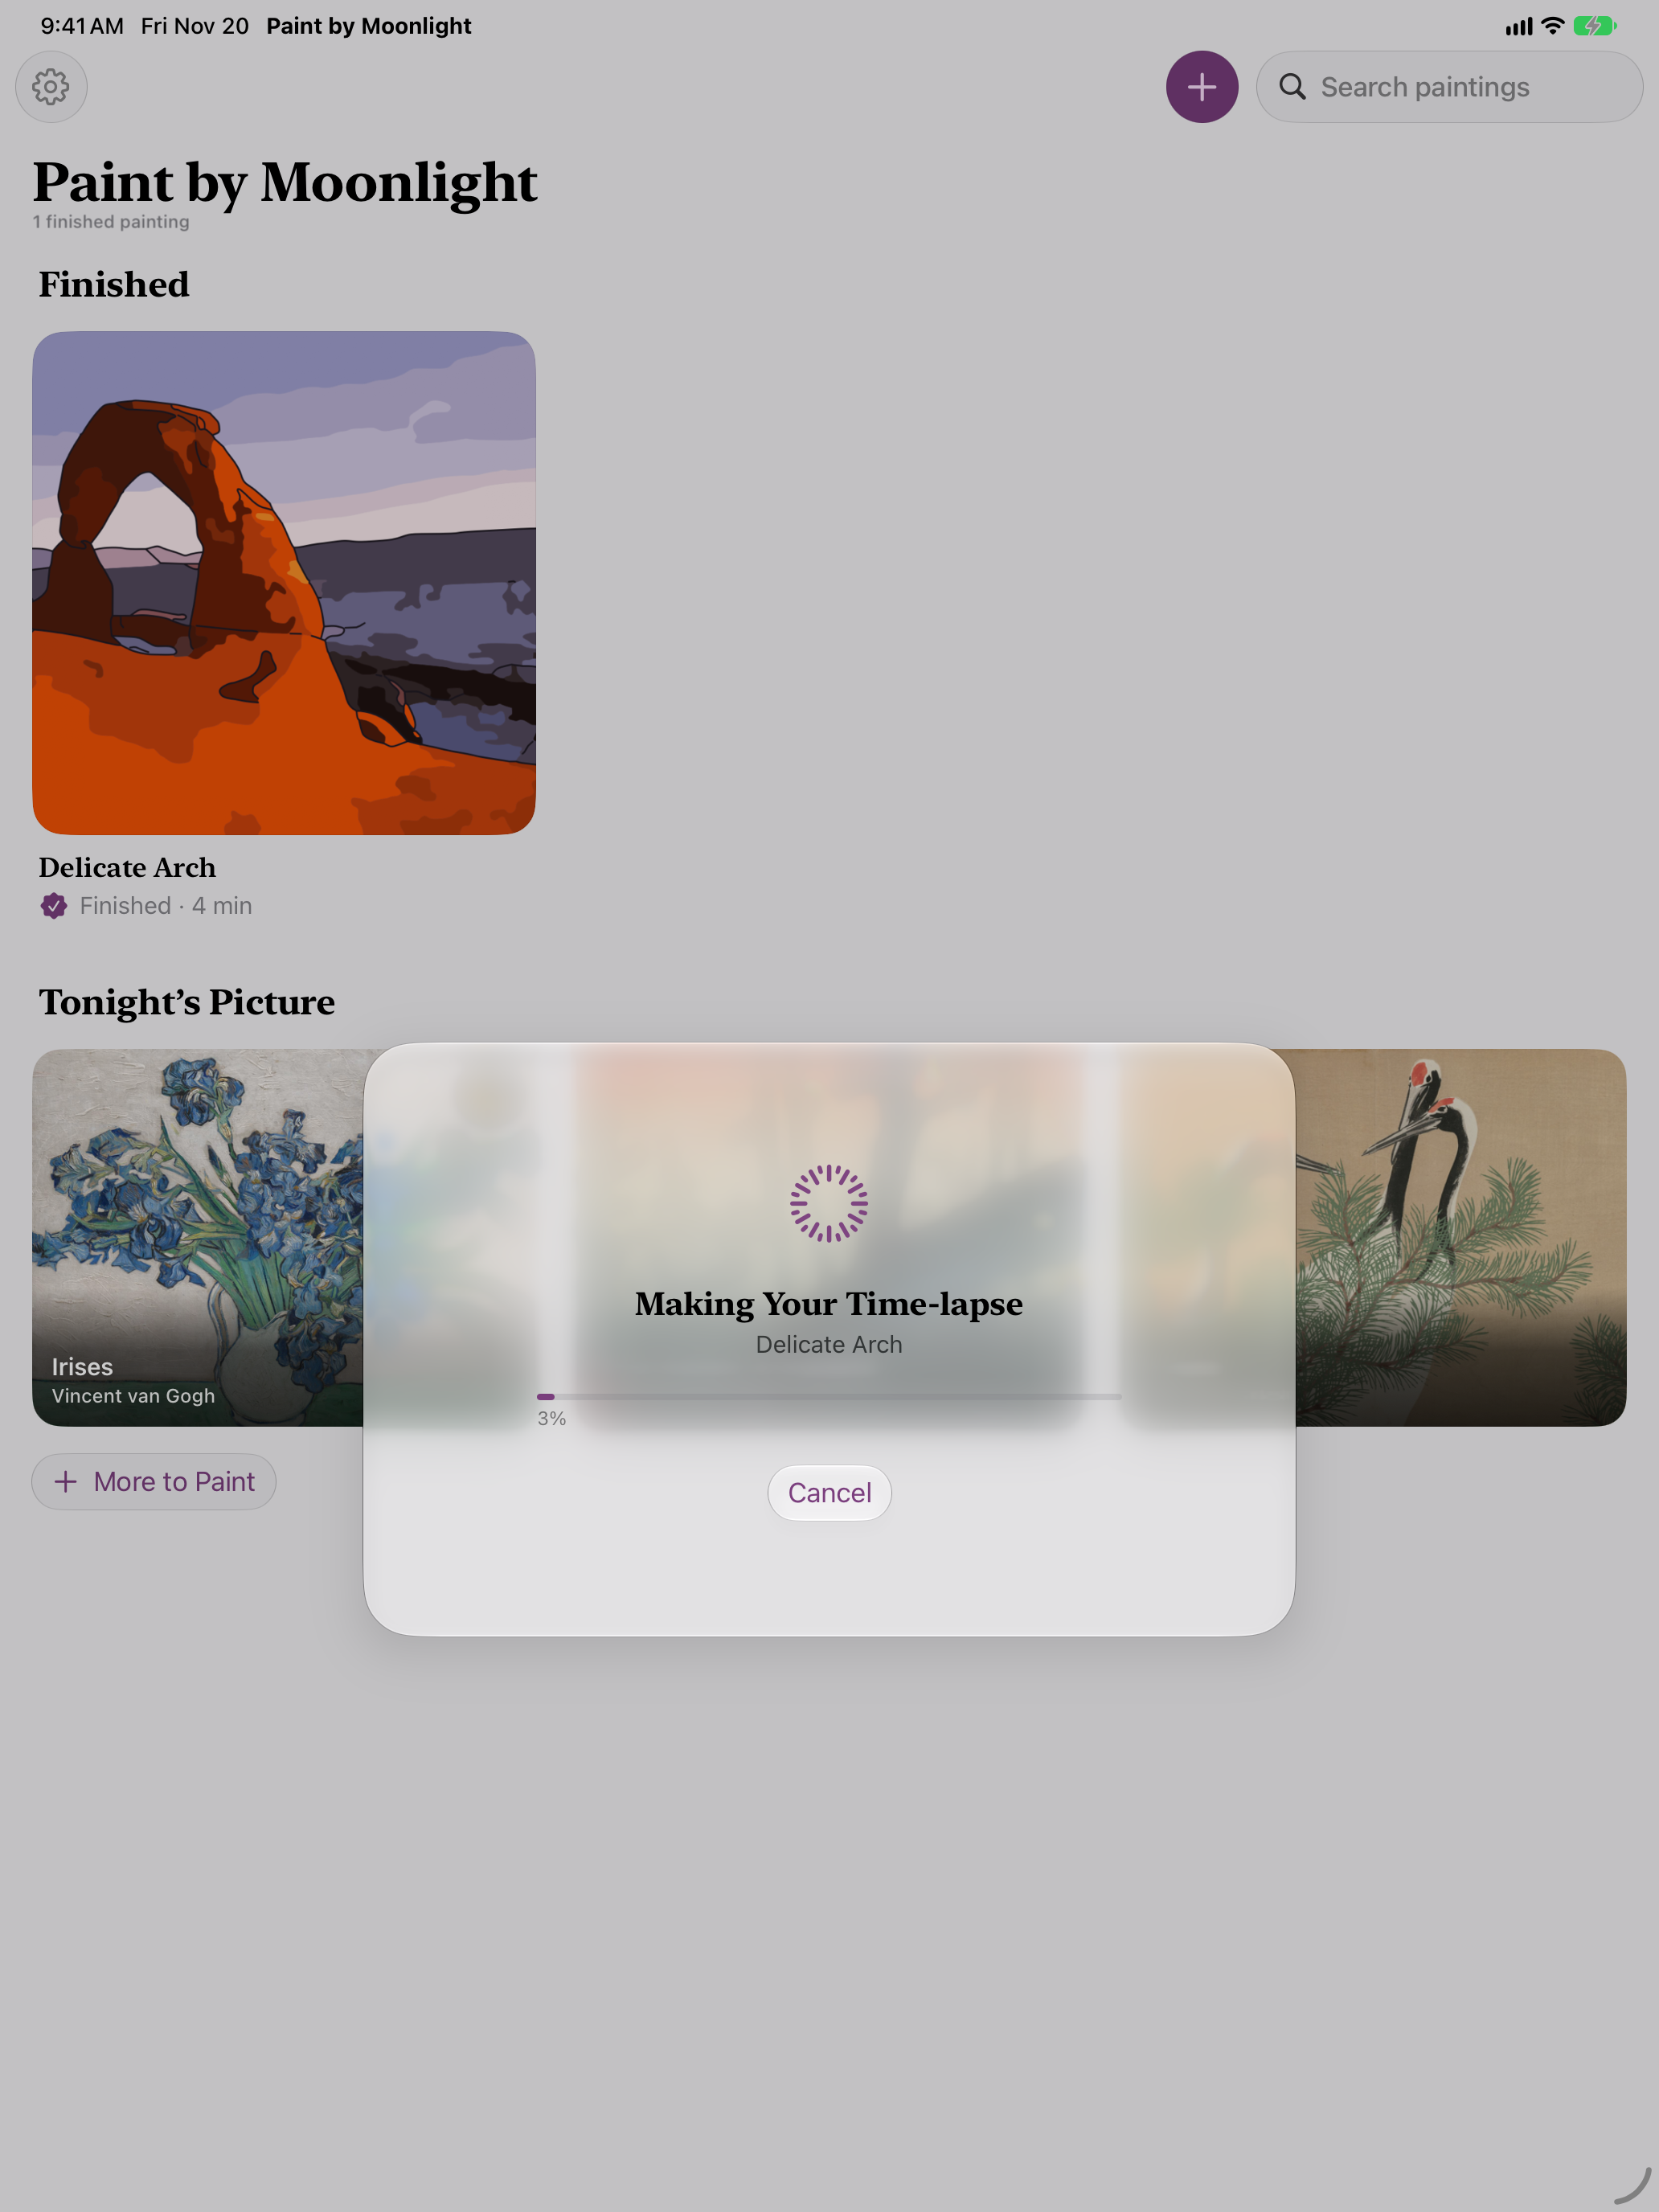 9:41 AM Fri Nov 20 Paint by Moonlight
Search paintings
Paint by Moonlight
1 finished painting
Finished
Delicate Arch
Finished · 4 min
Tonight’s Picture
Irises
Vincent van Gogh
Making Your Time-lapse
Delicate Arch
3%
Cancel
More to Paint